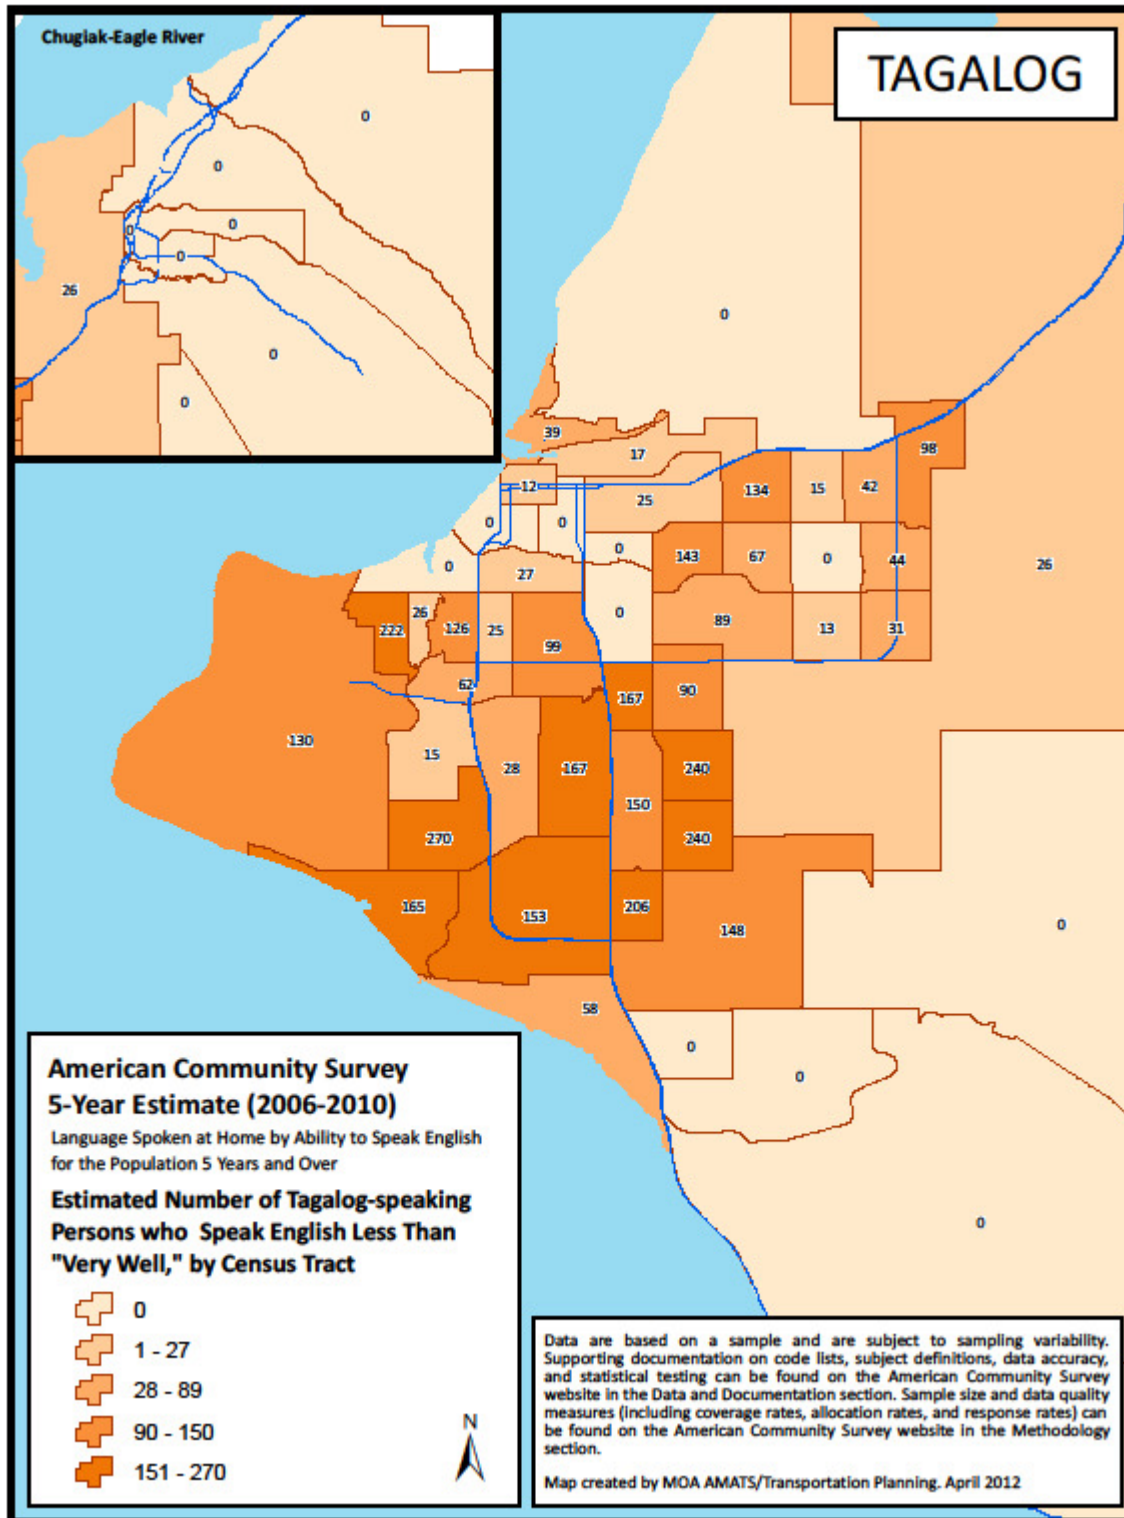 Chugiak-Eagle River
TAGALOG
0
0
0
0
0
26
0
0
0
39
17
98
12
25
134
15
42
0
0
0
143
67
0
44
26
0
27
0
222
26
126
25
99
89
13
31
62
167
90
130
15
28
167
240
150
270
240
165
153
206
148
0
58
0
0
0
American Community Survey
5-Year Estimate (2006-2010)
Language Spoken at Home by Ability to Speak English
for the Population 5 Years and Over
Estimated Number of Tagalog-speaking
Persons who Speak English Less Than
"Very Well," by Census Tract
0
1 - 27
28 - 89
90 - 150
151 - 270
N
Data are based on a sample and are subject to sampling variability.
Supporting documentation on code lists, subject definitions, data accuracy,
and statistical testing can be found on the American Community Survey
website in the Data and Documentation section. Sample size and data quality
measures (including coverage rates, allocation rates, and response rates) can
be found on the American Community Survey website in the Methodology
section.
Map created by MOA AMATS/Transportation Planning. April 2012